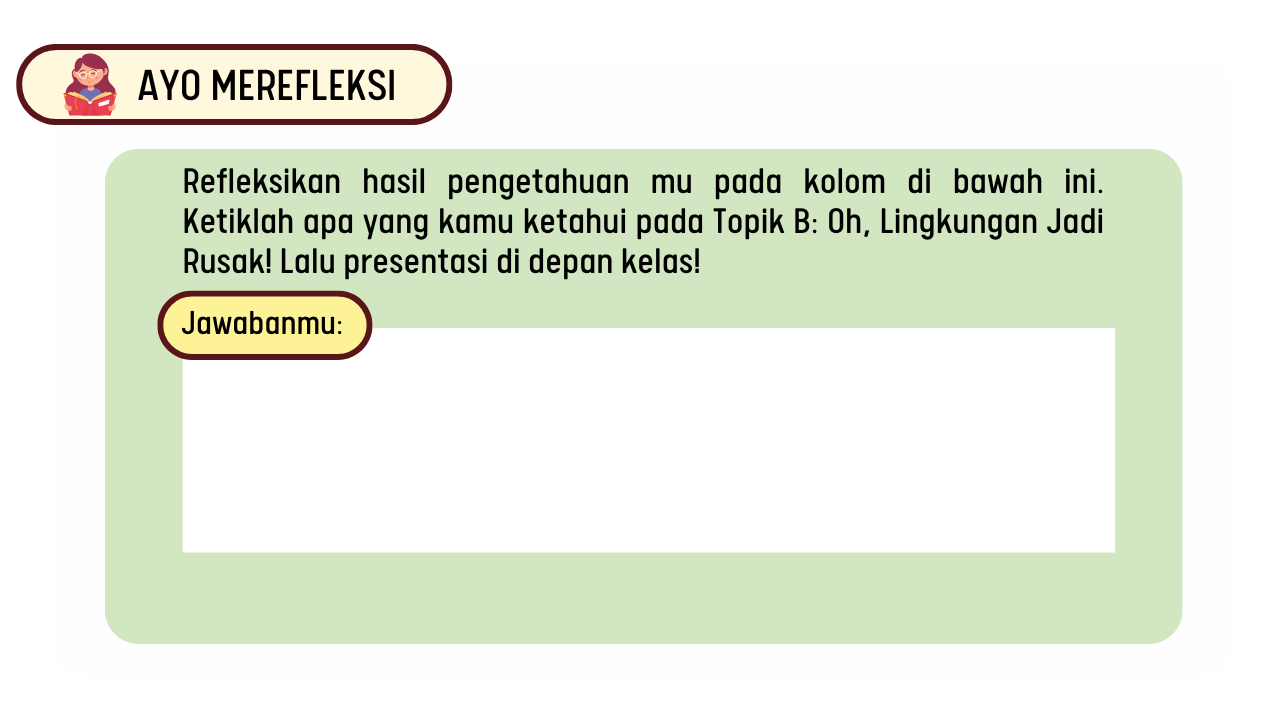 AYO MEREFLEKSI
Refleksikan hasil pengetahuan mu pada kolom di bawah ini.
Ketiklah apa yang kamu ketahui pada Topik B: Oh, Lingkungan Jadi
Rusak! Lalu presentasi di depan kelas!
Jawabanmu: